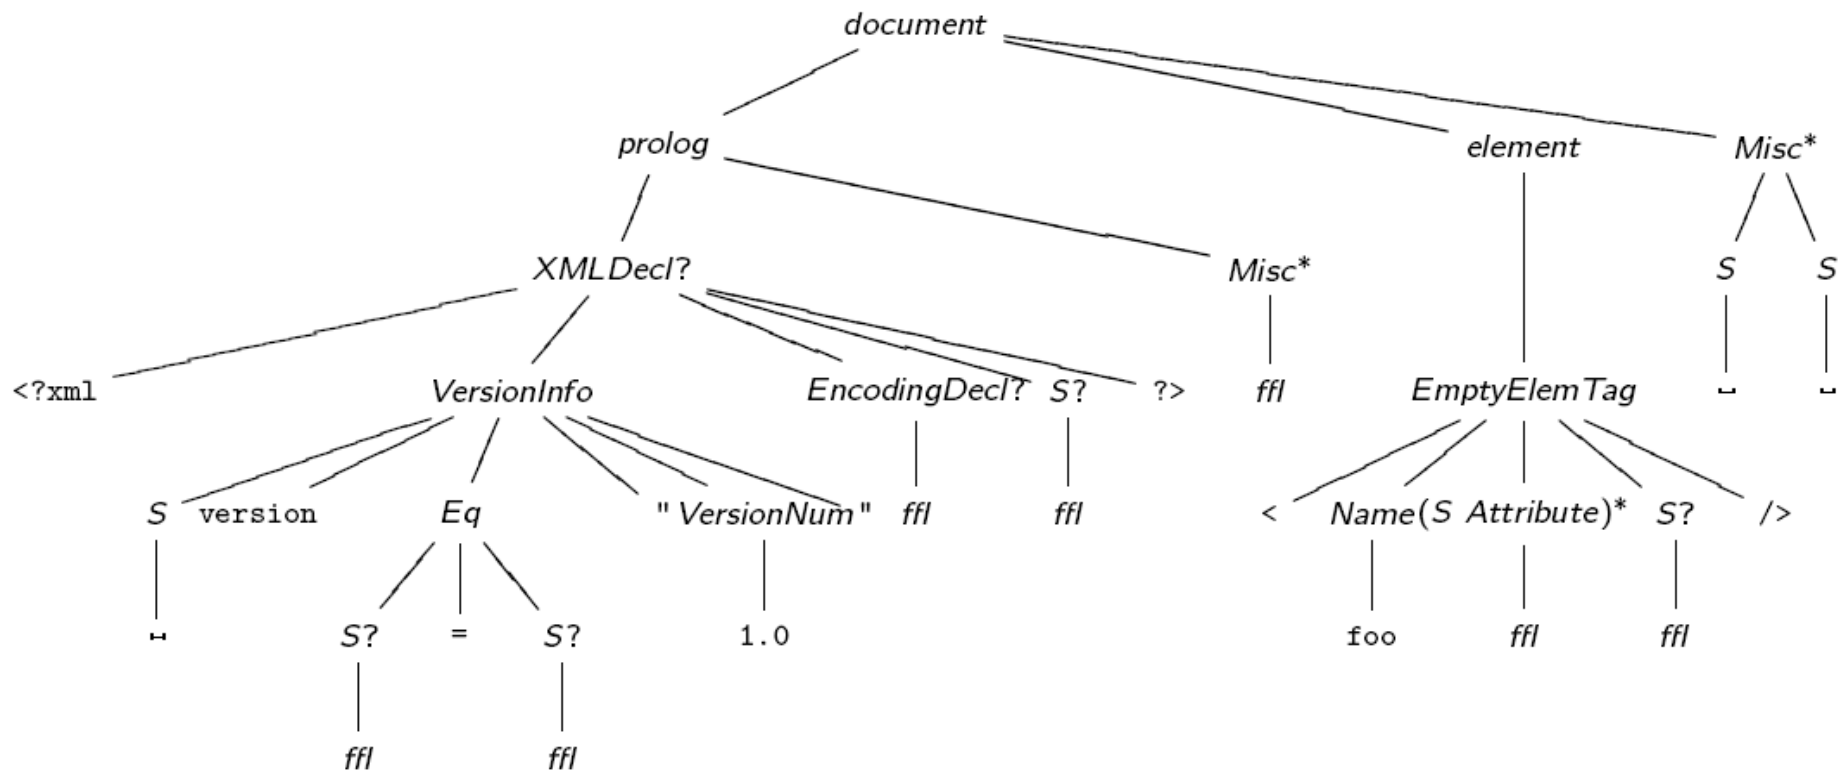 document
prolog element Misc*
XMLDecl? Misc* S S
<?xml VersionInfo EncodingDecl? S? ?> ffl EmptyElemTag ␣ ␣
S version Eq " VersionNum " ffl ffl < Name(S Attribute)* S? />
␣ S? = S? 1.0 foo ffl ffl
ffl ffl